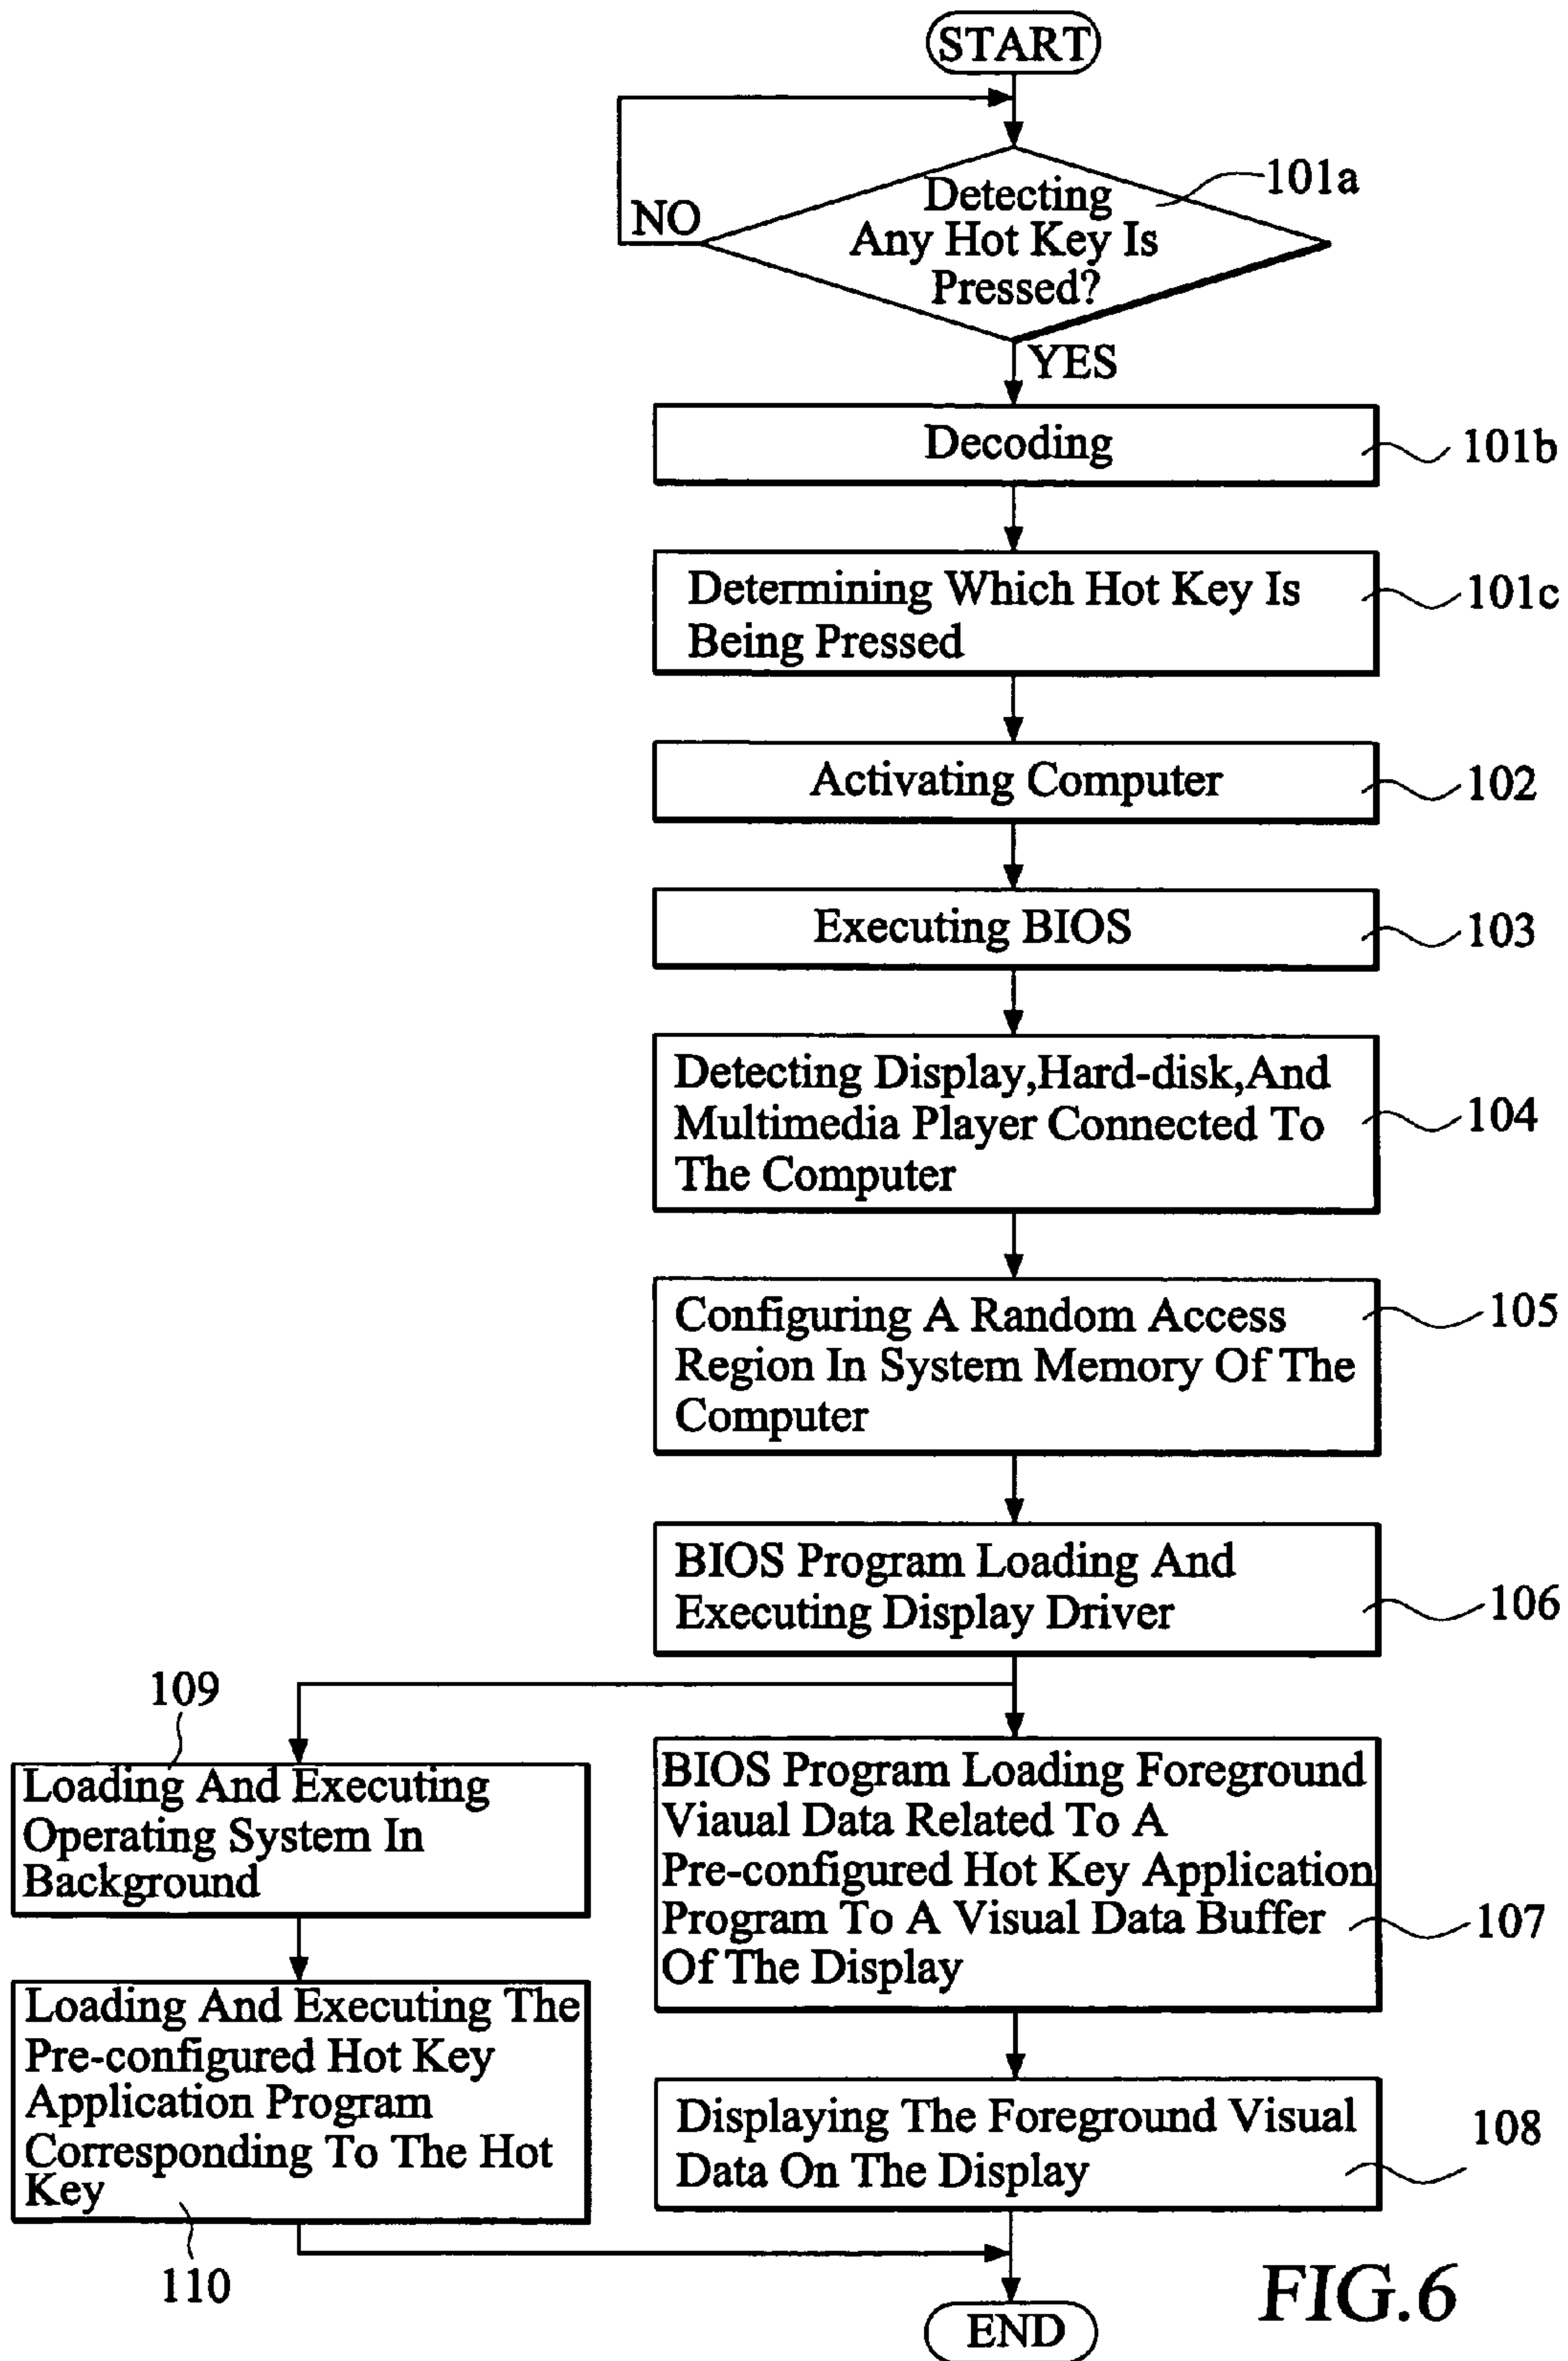 START
NO
Detecting
Any Hot Key Is
Pressed?
101a
YES
Decoding
101b
Determining Which Hot Key Is
Being Pressed
101c
Activating Computer
102
Executing BIOS
103
Detecting Display,Hard-disk,And
Multimedia Player Connected To
The Computer
104
Configuring A Random Access
Region In System Memory Of The
Computer
105
BIOS Program Loading And
Executing Display Driver
106
109
Loading And Executing
Operating System In
Background
BIOS Program Loading Foreground
Viaual Data Related To A
Pre-configured Hot Key Application
Program To A Visual Data Buffer
Of The Display
107
Loading And Executing The
Pre-configured Hot Key
Application Program
Corresponding To The Hot
Key
110
Displaying The Foreground Visual
Data On The Display
108
END
FIG.6